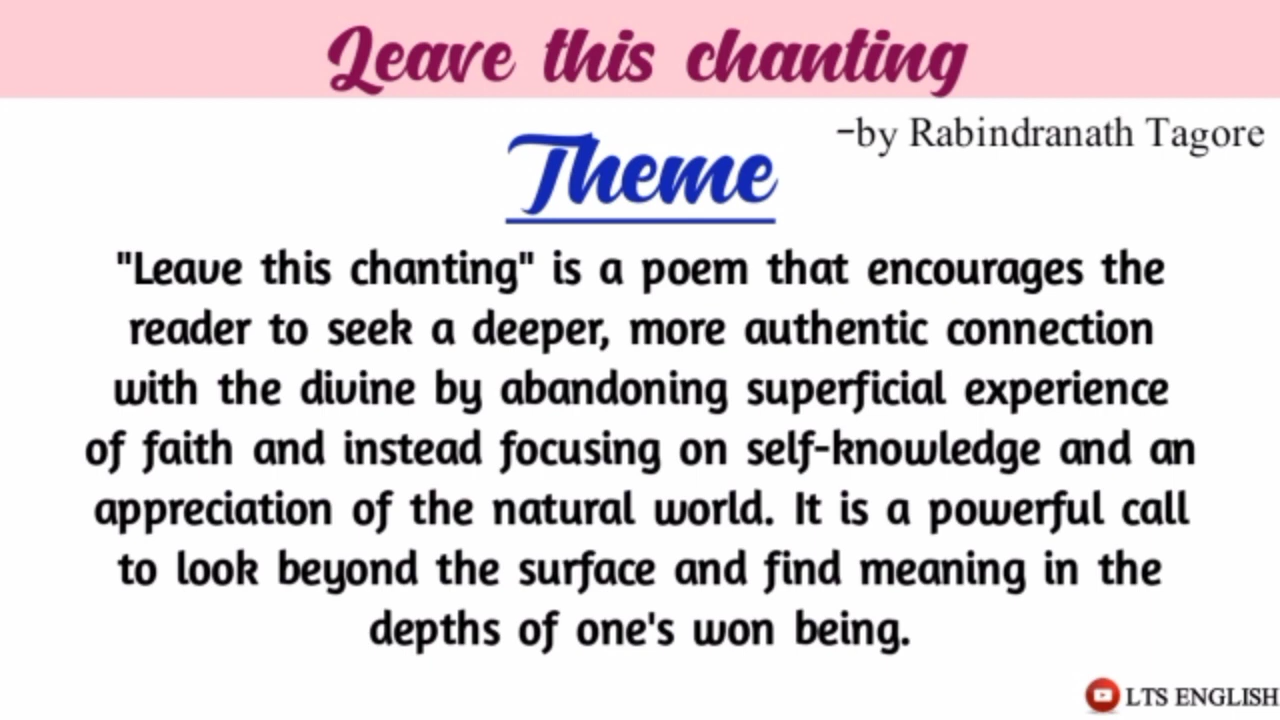 Leave this chanting
-by Rabindranath Tagore
Theme
"Leave this chanting" is a poem that encourages the
reader to seek a deeper, more authentic connection
with the divine by abandoning superficial experience
of faith and instead focusing on self-knowledge and an
appreciation of the natural world. It is a powerful call
to look beyond the surface and find meaning in the
depths of one's won being.
LTS ENGLISH